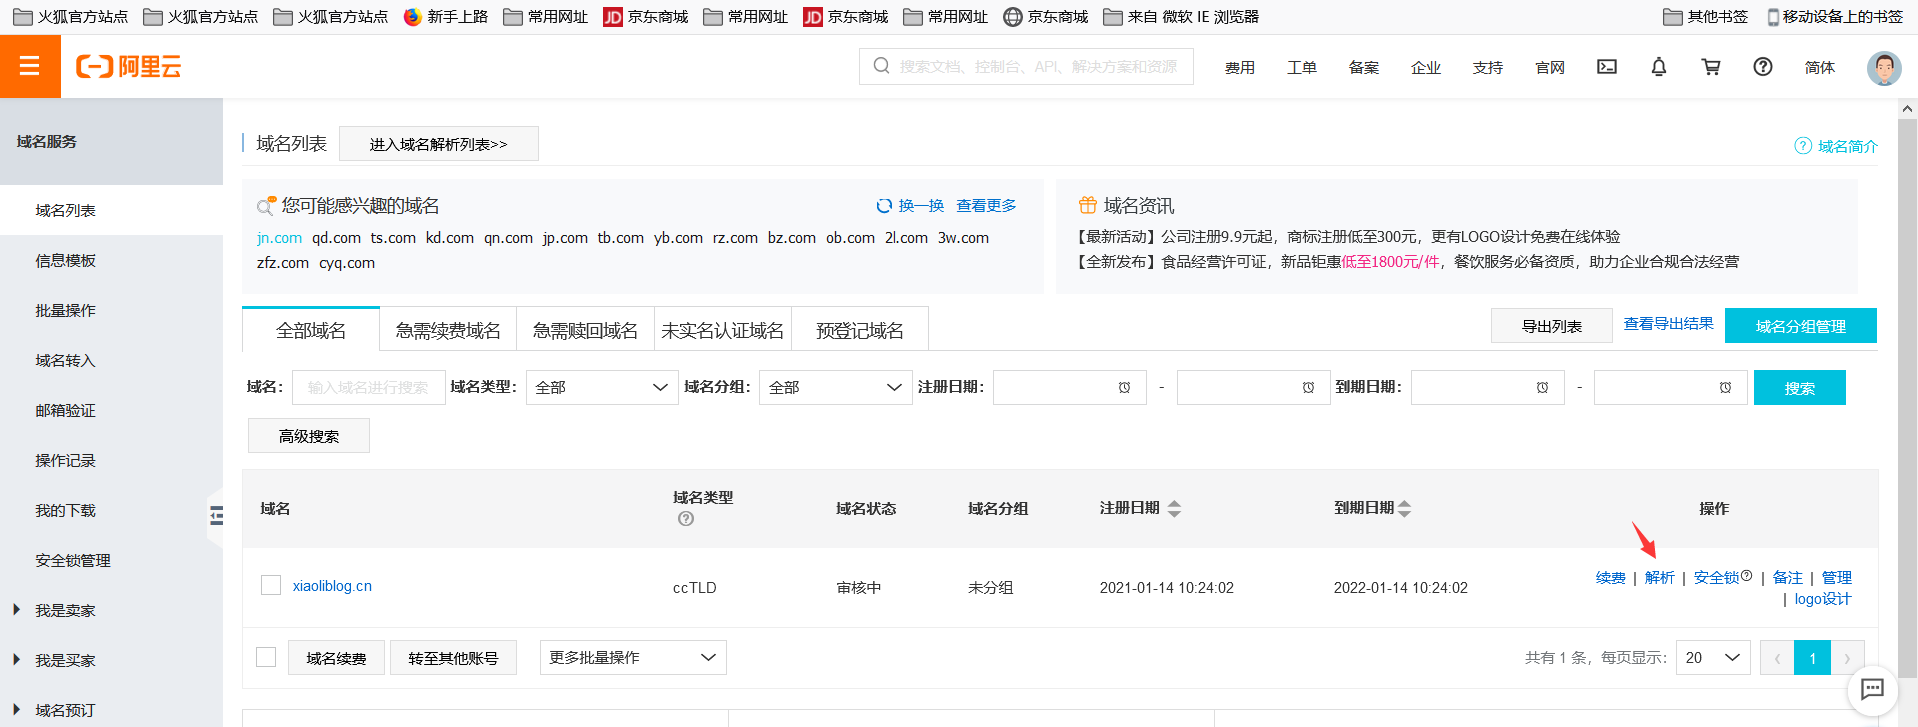 火狐官方站点 火狐官方站点 火狐官方站点 新手上路 常用网址 JD 京东商城 常用网址 JD 京东商城 常用网址 京东商城 来自 微软 IE 浏览器 其他书签 移动设备上的书签
阿里云 搜索文档、控制台、API、解决方案和资源 费用 工单 备案 企业 支持 官网 简体
域名服务
域名列表
信息模板
批量操作
域名转入
邮箱验证
操作记录
我的下载
安全锁管理
我是卖家
我是买家
域名预订
域名列表 进入域名解析列表>> 域名简介
您可能感兴趣的域名 换一换 查看更多
jn.com qd.com ts.com kd.com qn.com jp.com tb.com yb.com rz.com bz.com ob.com 2l.com 3w.com
zfz.com cyq.com
域名资讯
【最新活动】公司注册9.9元起，商标注册低至300元，更有LOGO设计免费在线体验
【全新发布】食品经营许可证，新品钜惠低至1800元/件，餐饮服务必备资质，助力企业合规合法经营
全部域名 急需续费域名 急需赎回域名 未实名认证域名 预登记域名 导出列表 查看导出结果 域名分组管理
域名： 输入域名进行搜索 域名类型： 全部 域名分组： 全部 注册日期： - 到期日期： - 搜索
高级搜索
域名 域名类型 域名状态 域名分组 注册日期 到期日期 操作
xiaoliblog.cn ccTLD 审核中 未分组 2021-01-14 10:24:02 2022-01-14 10:24:02 续费 | 解析 | 安全锁 | 备注 | 管理
| logo设计
域名续费 转至其他账号 更多批量操作 共有 1 条，每页显示： 20 ‹ 1 ›